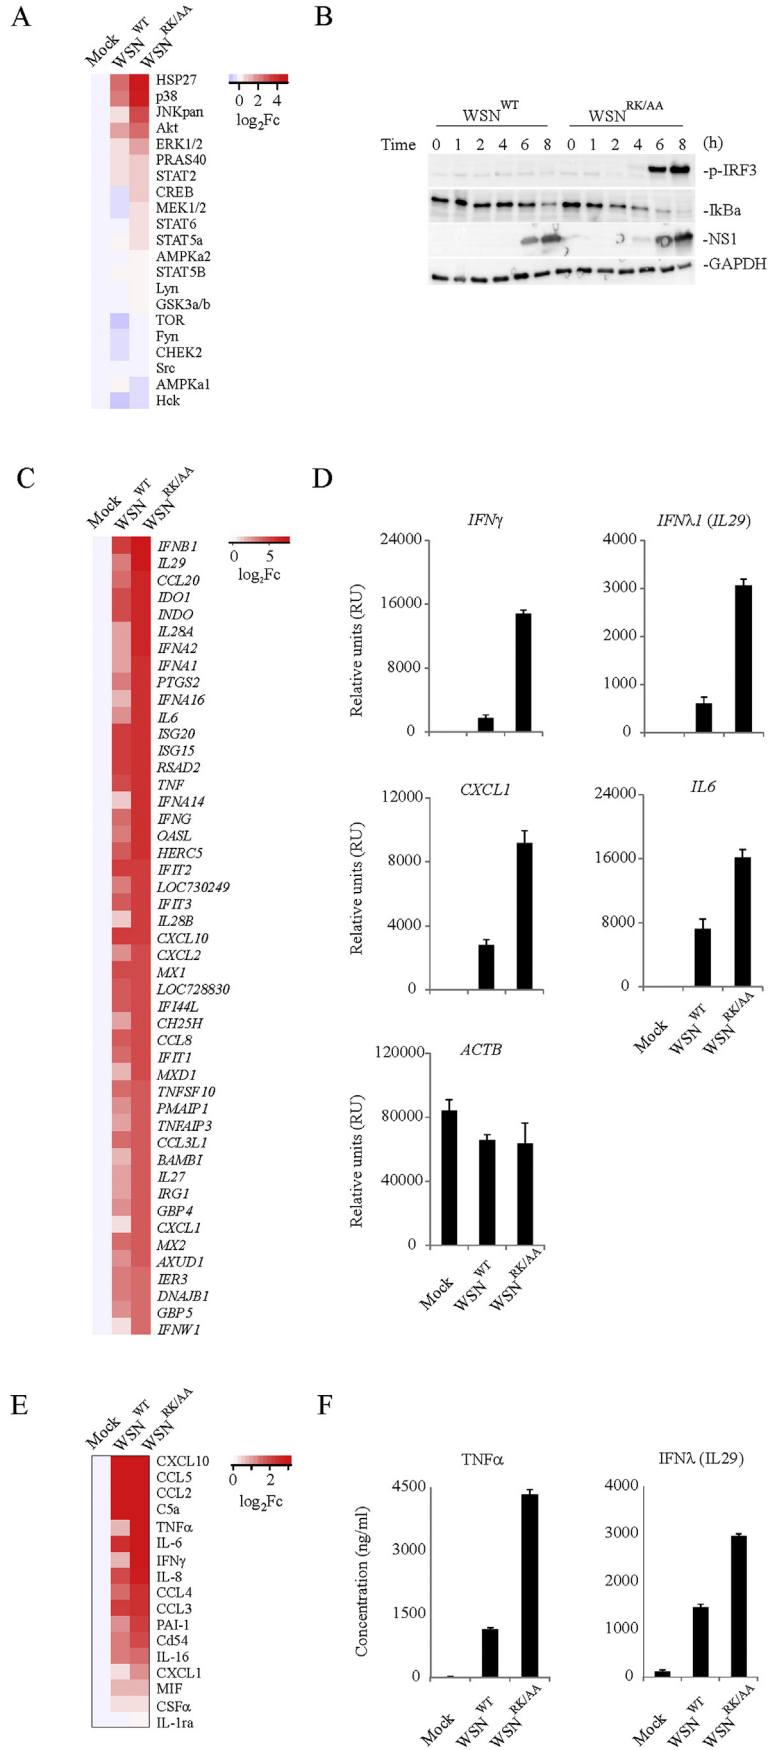 A
Mock
WSN^WT
WSN^RK/AA
HSP27
p38
JNKpan
Akt
ERK1/2
PRAS40
STAT2
CREB
MEK1/2
STAT6
STAT5a
AMPKa2
STAT5B
Lyn
GSK3a/b
TOR
Fyn
CHEK2
Src
AMPKa1
Hck
0 2 4
log₂Fc
B
WSN^WT
WSN^RK/AA
Time 0 1 2 4 6 8 0 1 2 4 6 8 (h)
-p-IRF3
-IkBa
-NS1
-GAPDH
C
Mock
WSN^WT
WSN^RK/AA
IFNB1
IL29
CCL20
IDO1
INDO
IL28A
IFNA2
IFNA1
PTGS2
IFNA16
IL6
ISG20
ISG15
RSAD2
TNF
IFNA14
IFNG
OASL
HERC5
IFIT2
LOC730249
IFIT3
IL28B
CXCL10
CXCL2
MX1
LOC728830
IFI44L
CH25H
CCL8
IFIT1
MXD1
TNFSF10
PMAIP1
TNFAIP3
CCL3L1
BAMBI
IL27
IRG1
GBP4
CXCL1
MX2
AXUD1
IER3
DNAJB1
GBP5
IFNW1
0 5
log₂Fc
D
IFNγ
Relative units (RU)
24000
16000
8000
0
IFNλ1 (IL29)
4000
3000
2000
1000
0
CXCL1
Relative units (RU)
12000
8000
4000
0
IL6
24000
16000
8000
0
Mock
WSN^WT
WSN^RK/AA
ACTB
Relative units (RU)
120000
80000
40000
0
Mock
WSN^WT
WSN^RK/AA
E
Mock
WSN^WT
WSN^RK/AA
CXCL10
CCL5
CCL2
C5a
TNFα
IL-6
IFNγ
IL-8
CCL4
CCL3
PAI-1
Cd54
IL-16
CXCL1
MIF
CSFα
IL-1ra
0 2
log₂Fc
F
TNFα
Concentration (ng/ml)
4500
3000
1500
0
Mock
WSN^WT
WSN^RK/AA
IFNλ (IL29)
4000
3000
2000
1000
0
Mock
WSN^WT
WSN^RK/AA